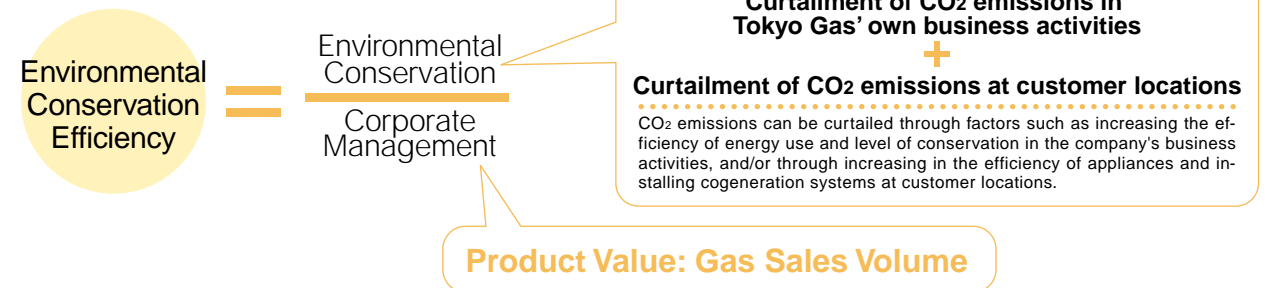 Curtailment of CO2 emissions in
Tokyo Gas’ own business activities
+
Curtailment of CO2 emissions at customer locations
CO2 emissions can be curtailed through factors such as increasing the ef-
ficiency of energy use and level of conservation in the company's business
activities, and/or through increasing in the efficiency of appliances and in-
stalling cogeneration systems at customer locations.
Environmental
Conservation
Efficiency
=
Environmental
Conservation
Corporate
Management
Product Value: Gas Sales Volume